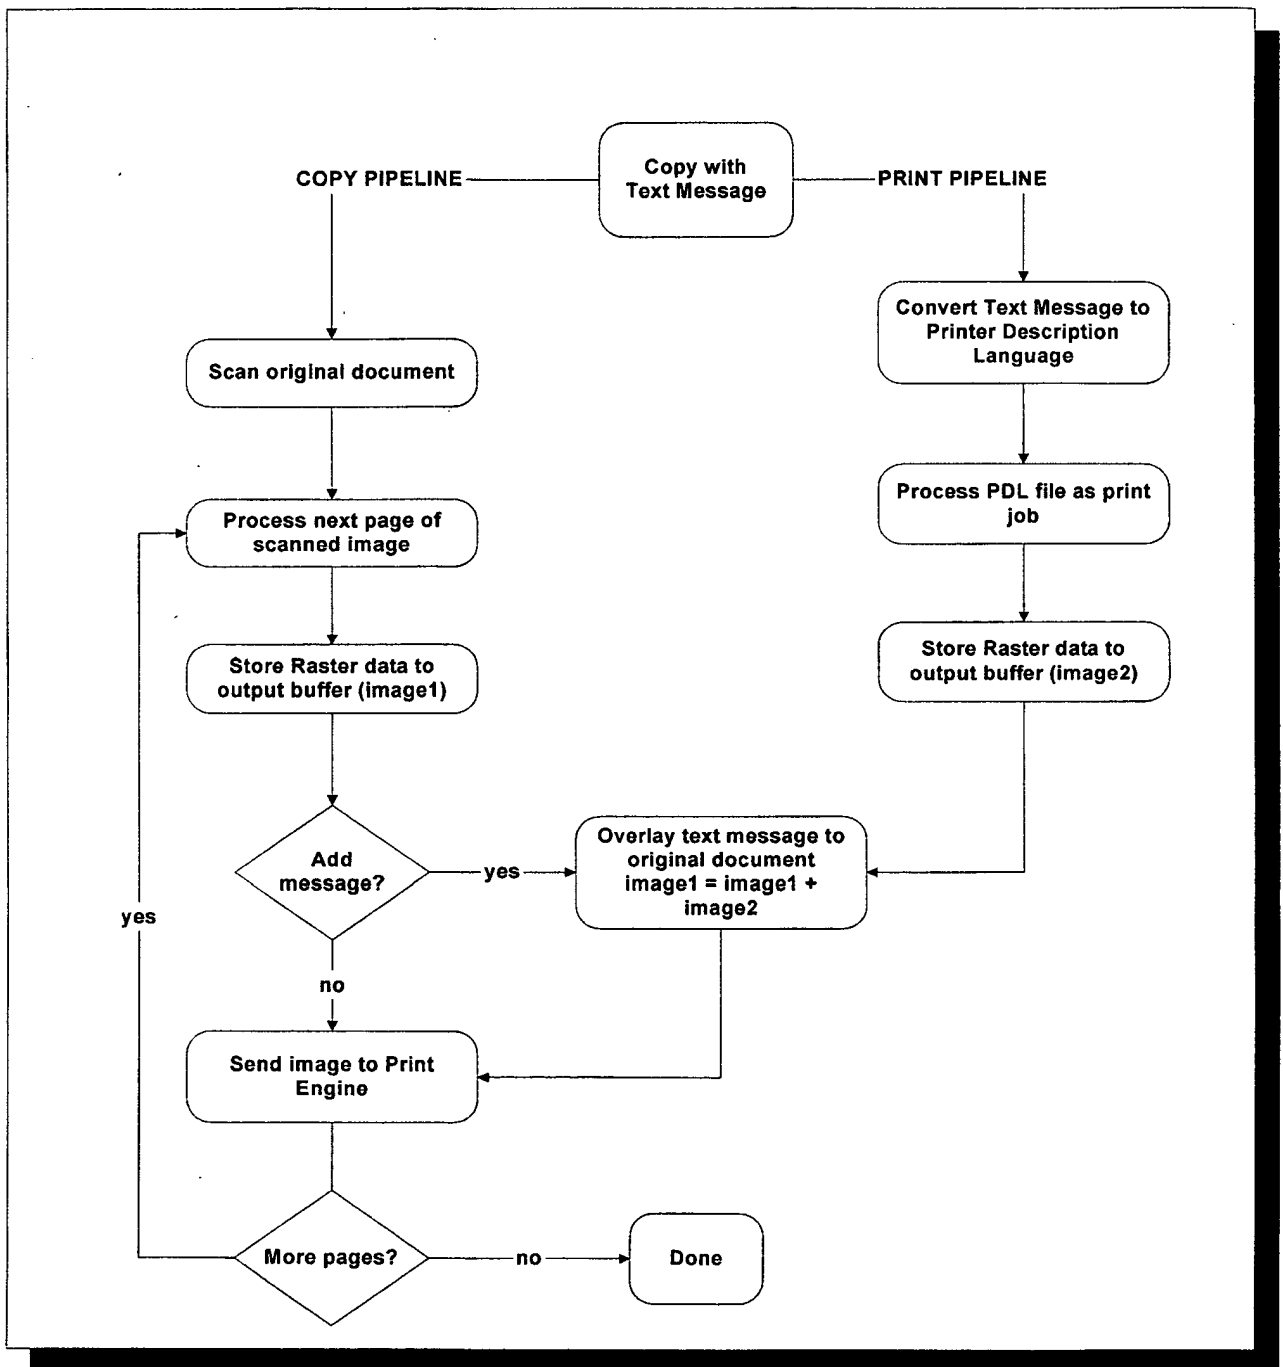 Copy with
Text Message
COPY PIPELINE
PRINT PIPELINE
Convert Text Message to
Printer Description
Language
Scan original document
Process PDL file as print
job
Process next page of
scanned image
Store Raster data to
output buffer (image1)
Store Raster data to
output buffer (image2)
Add
message?
yes
Overlay text message to
original document
image1 = image1 +
image2
yes
no
Send image to Print
Engine
More pages?
no
Done